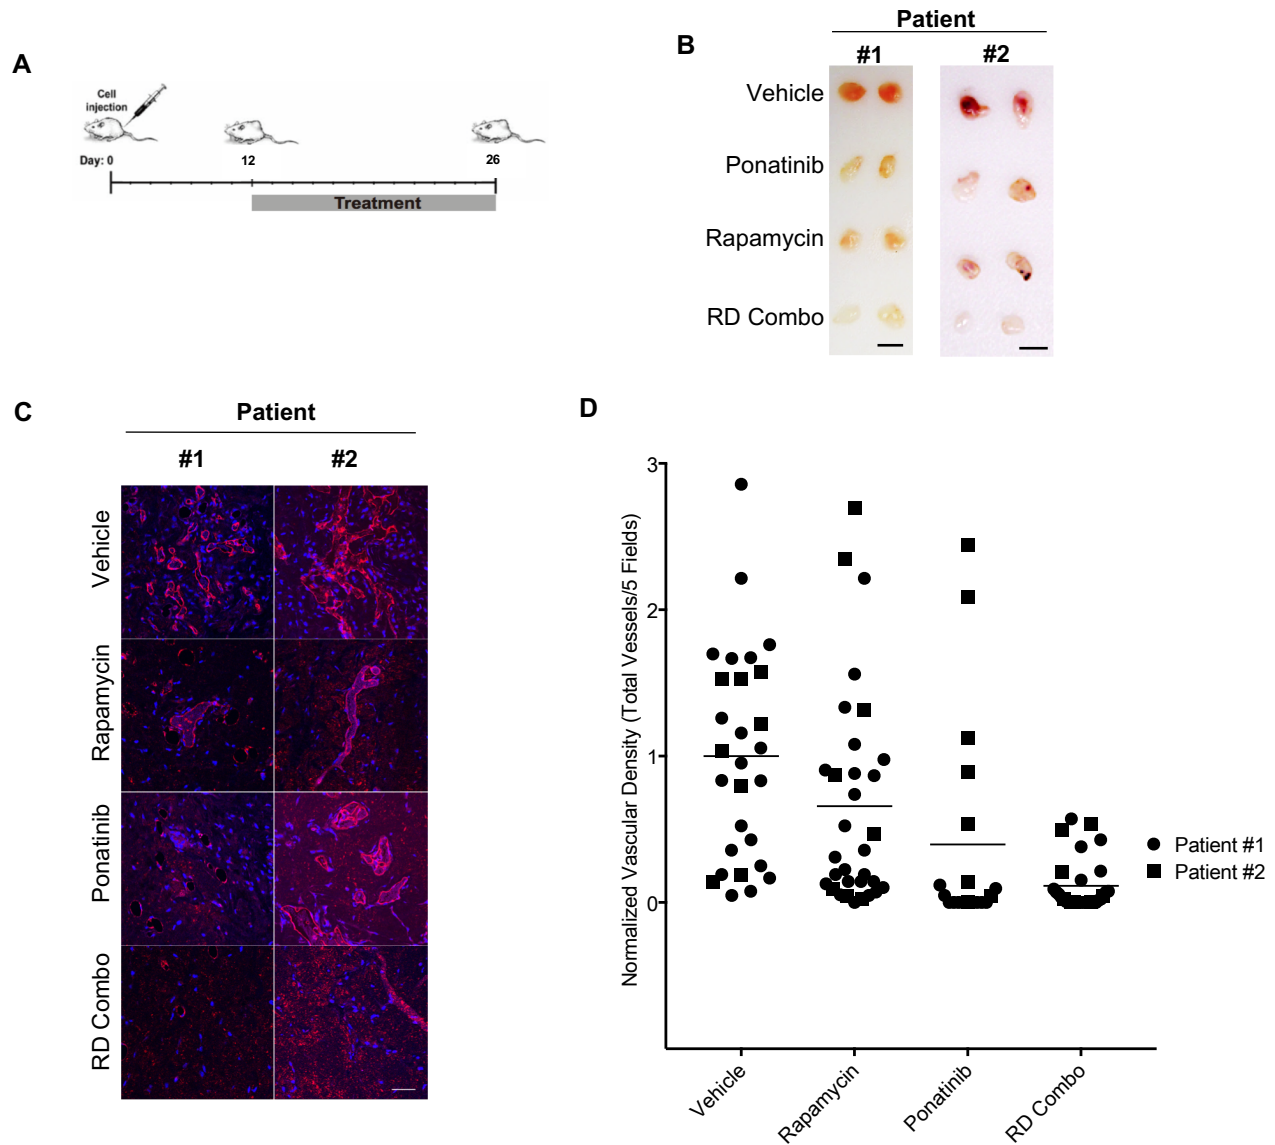 A
Cell
injection
Day: 0
12
26
Treatment
B
Patient
#1
#2
Vehicle
Ponatinib
Rapamycin
RD Combo
C
Patient
#1
#2
Vehicle
Rapamycin
Ponatinib
RD Combo
D
Normalized Vascular Density (Total Vessels/5 Fields)
3
2
1
0
Vehicle
Rapamycin
Ponatinib
RD Combo
Patient #1
Patient #2